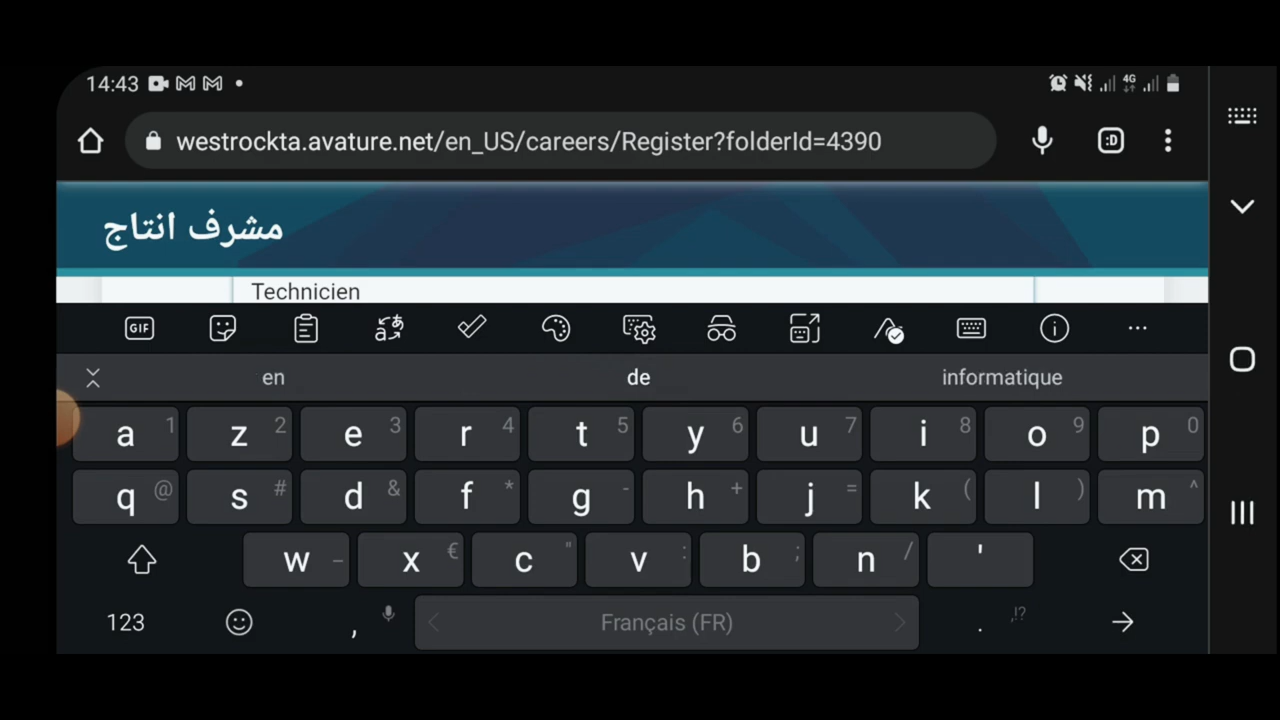 14:43
4G
westrockta.avature.net/en_US/careers/Register?folderId=4390
:D
مشرف انتاج
Technicien
GIF
en de informatique
a 1 z 2 e 3 r 4 t 5 y 6 u 7 i 8 o 9 p 0
q @ s # d & f * g - h + j = k ( l ) m ^
w _ x € c " v : b ; n / '
123 , Français (FR) . ,!?